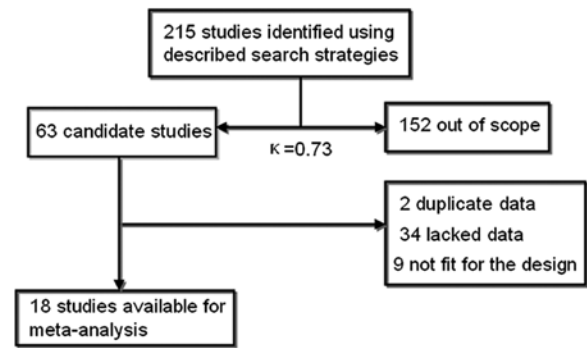 215 studies identified using
described search strategies
63 candidate studies
152 out of scope
κ=0.73
2 duplicate data
34 lacked data
9 not fit for the design
18 studies available for
meta-analysis